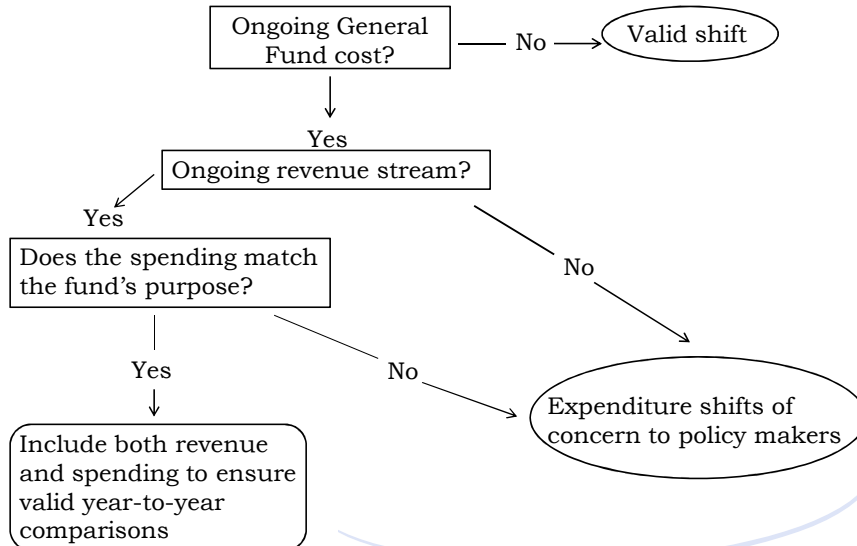 Ongoing General
Fund cost?
No
Valid shift
Yes
Ongoing revenue stream?
Yes
Does the spending match
the fund’s purpose?
No
Yes
No
Include both revenue
and spending to ensure
valid year-to-year
comparisons
Expenditure shifts of
concern to policy makers